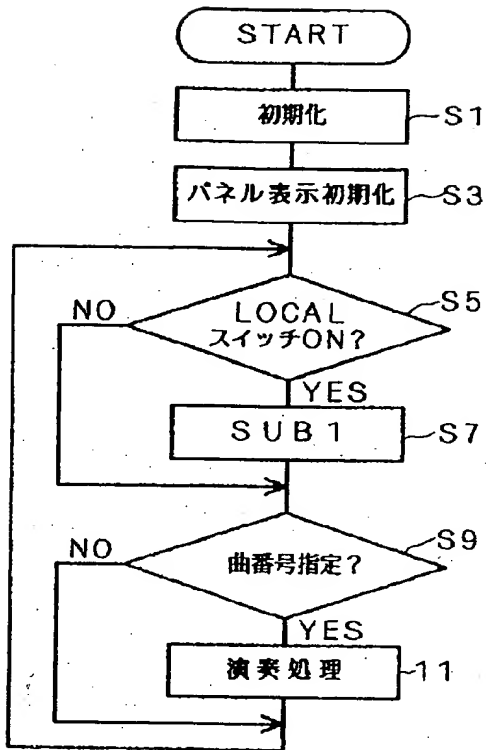 START
初期化
S1
パネル表示初期化
S3
LOCAL
スイッチON?
S5
NO
YES
SUB1
S7
曲番号指定?
S9
NO
YES
演奏処理
11